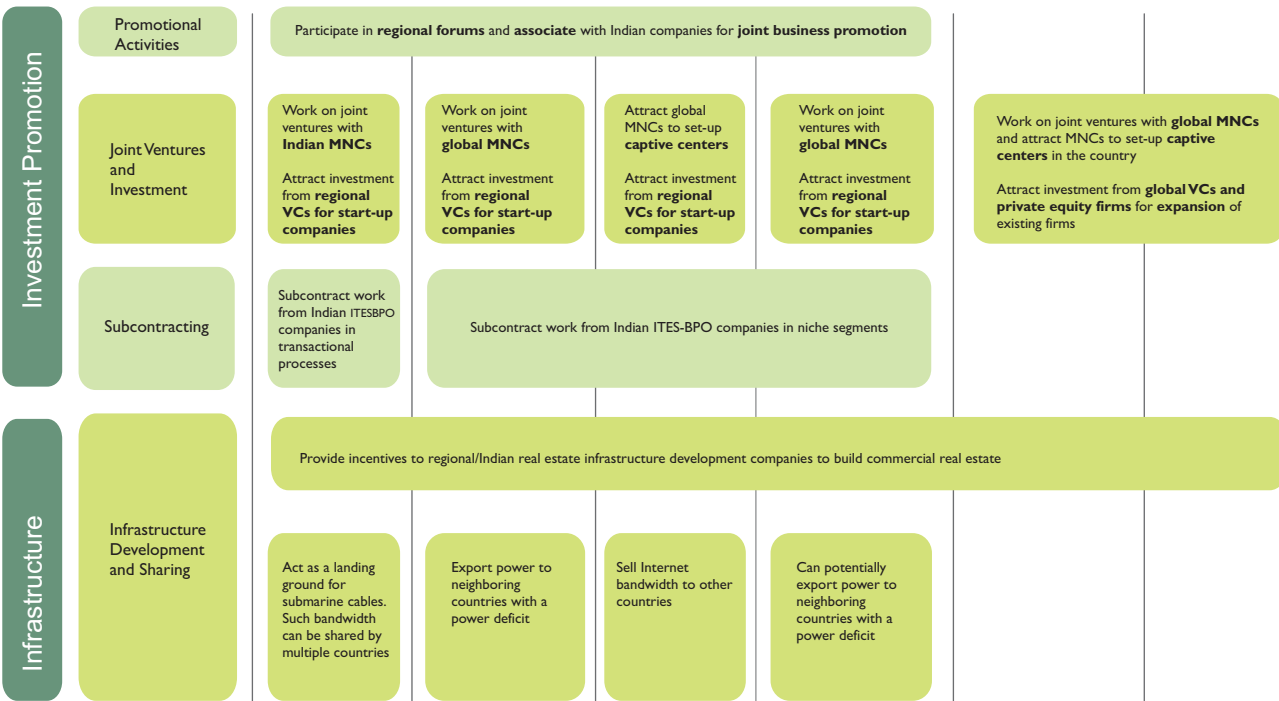 Investment Promotion
Promotional
Activities
Participate in regional forums and associate with Indian companies for joint business promotion
Joint Ventures
and
Investment
Work on joint
ventures with
Indian MNCs
Attract investment
from regional
VCs for start-up
companies
Work on joint
ventures with
global MNCs
Attract investment
from regional
VCs for start-up
companies
Attract global
MNCs to set-up
captive centers
Attract investment
from regional
VCs for start-up
companies
Work on joint
ventures with
global MNCs
Attract investment
from regional
VCs for start-up
companies
Work on joint ventures with global MNCs
and attract MNCs to set-up captive
centers in the country
Attract investment from global VCs and
private equity firms for expansion of
existing firms
Subcontracting
Subcontract work
from Indian ITESBPO
companies in
transactional
processes
Subcontract work from Indian ITES-BPO companies in niche segments
Infrastructure
Infrastructure
Development
and Sharing
Provide incentives to regional/Indian real estate infrastructure development companies to build commercial real estate
Act as a landing
ground for
submarine cables.
Such bandwidth
can be shared by
multiple countries
Export power to
neighboring
countries with a
power deficit
Sell Internet
bandwidth to other
countries
Can potentially
export power to
neighboring
countries with a
power deficit